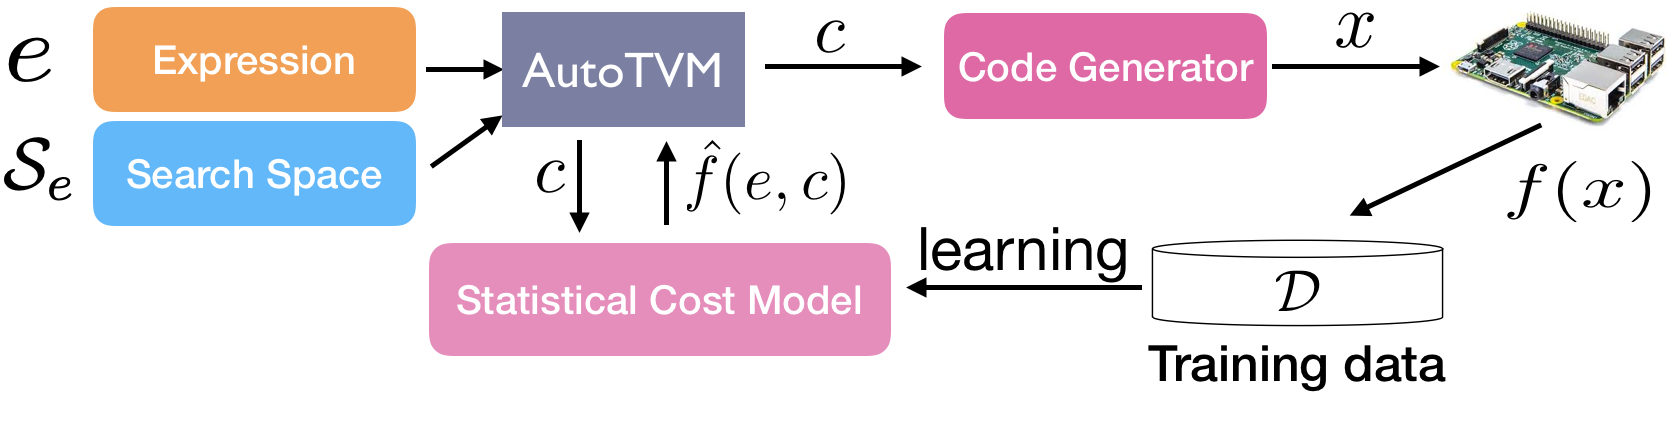 e
Expression
AutoTVM
c
Code Generator
x
S_e
Search Space
c
f̂(e, c)
f(x)
learning
Statistical Cost Model
D
Training data